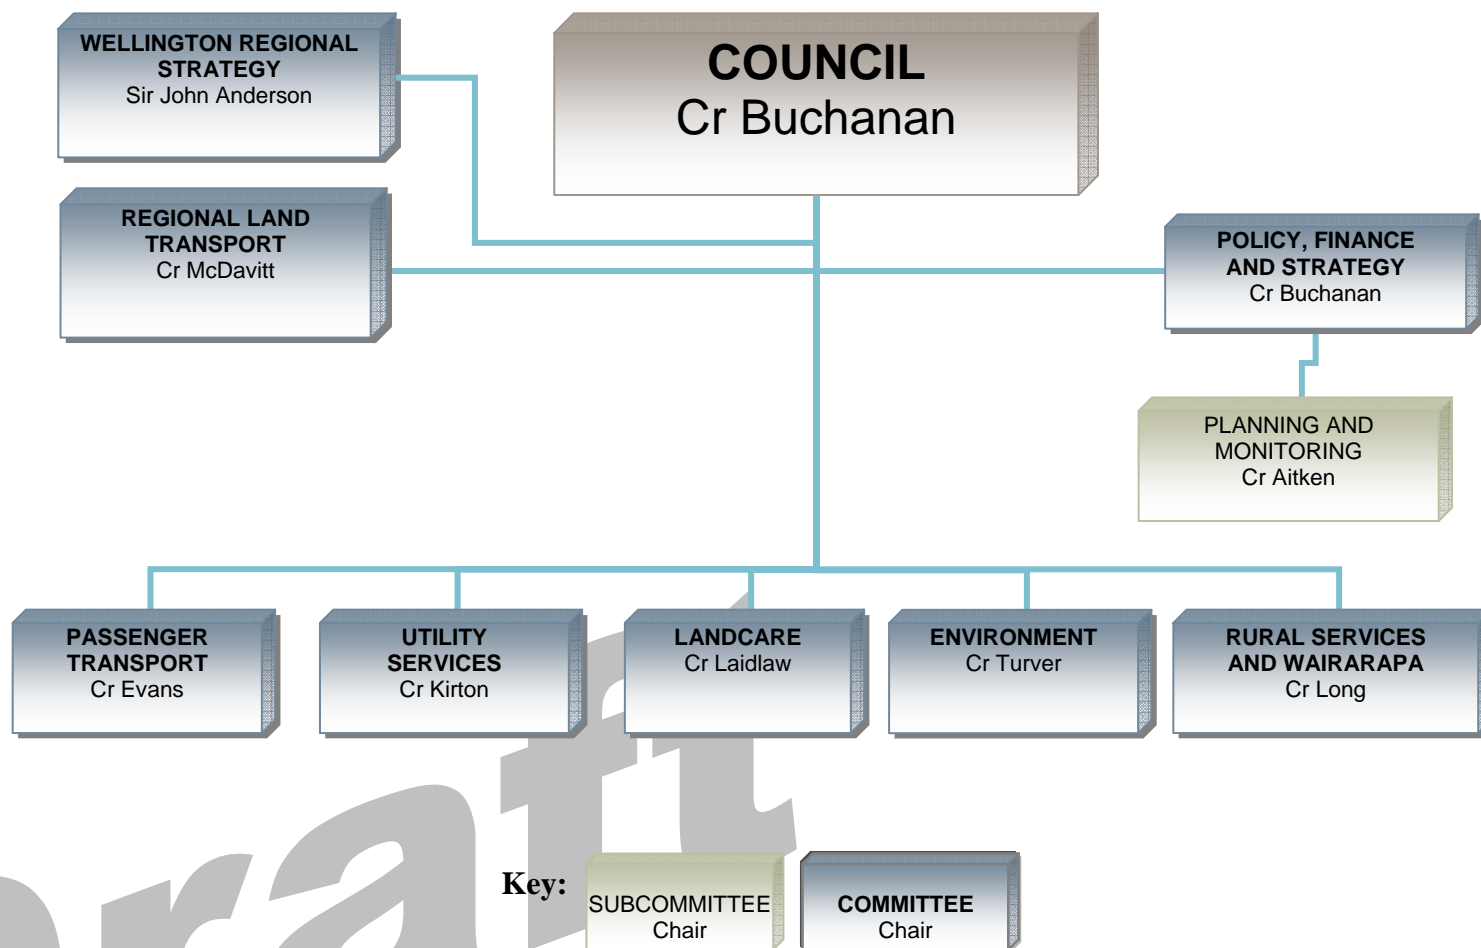 WELLINGTON REGIONAL
STRATEGY
Sir John Anderson
COUNCIL
Cr Buchanan
REGIONAL LAND
TRANSPORT
Cr McDavitt
POLICY, FINANCE
AND STRATEGY
Cr Buchanan
PLANNING AND
MONITORING
Cr Aitken
PASSENGER
TRANSPORT
Cr Evans
UTILITY
SERVICES
Cr Kirton
LANDCARE
Cr Laidlaw
ENVIRONMENT
Cr Turver
RURAL SERVICES
AND WAIRARAPA
Cr Long
Draft
Key:
SUBCOMMITTEE
Chair
COMMITTEE
Chair